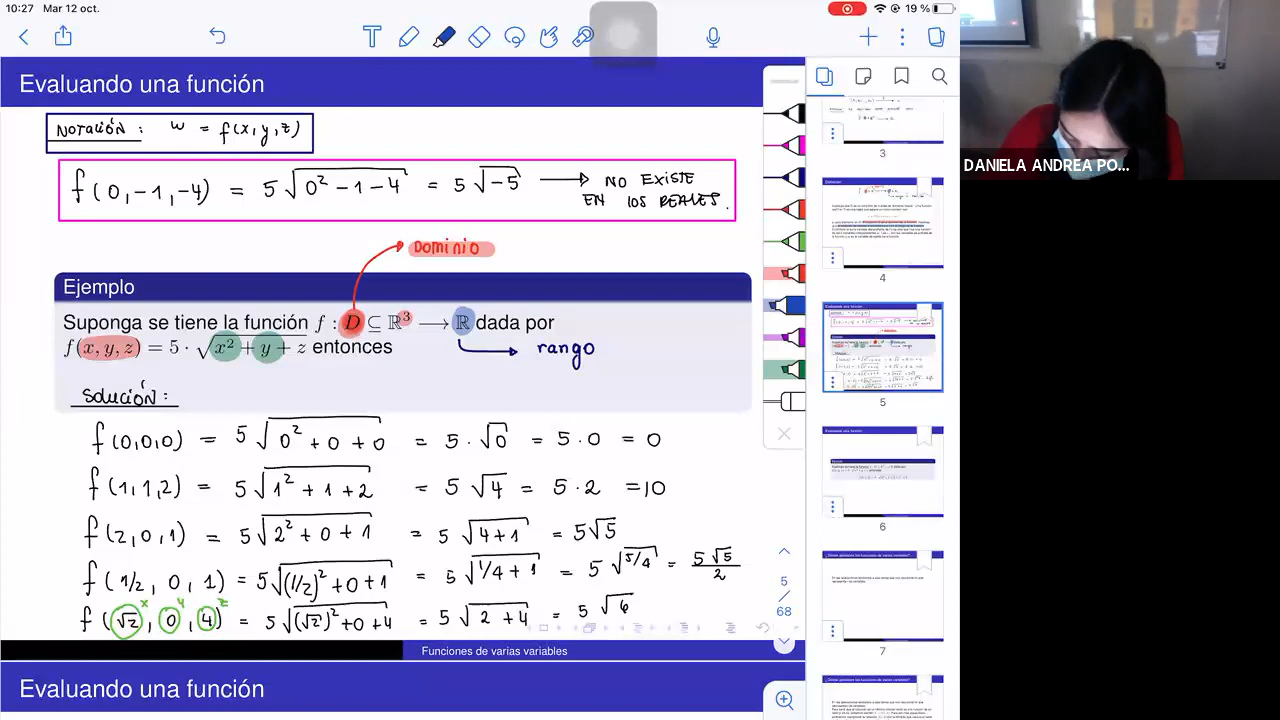 10:27 Mar 12 oct.
19 %
Evaluando una función
NOTACIÓN : w = f(x,y,z)
f(0,-1,-4) = 5√(0² -1 -4) = 5√-5 → NO EXISTE
EN LOS REALES.
Dominio
Ejemplo
función f : D ⊆ ℝ³ → ℝ dada por
f(x, y, entonces
rango
Solución:
f(0,0,0) = 5√(0² + 0 + 0) = 5 · √0 = 5 · 0 = 0
f(1,1,2) = 5√(1² + 1 + 2) = 5√4 = 5 · 2 = 10
f(2,0,1) = 5√(2² + 0 + 1) = 5√(4+1) = 5√5
f(1/2, 0, 1) = 5√((1/2)² + 0 + 1) = 5√(1/4 + 1) = 5√(5/4) = 5√5/2
f(√2, 0, 4) = 5√((√2)² + 0 + 4) = 5√(2 + 4) = 5√6
Funciones de varias variables
Evaluando una función
5
/
68
3
4
5
6
7
DANIELA ANDREA PO...